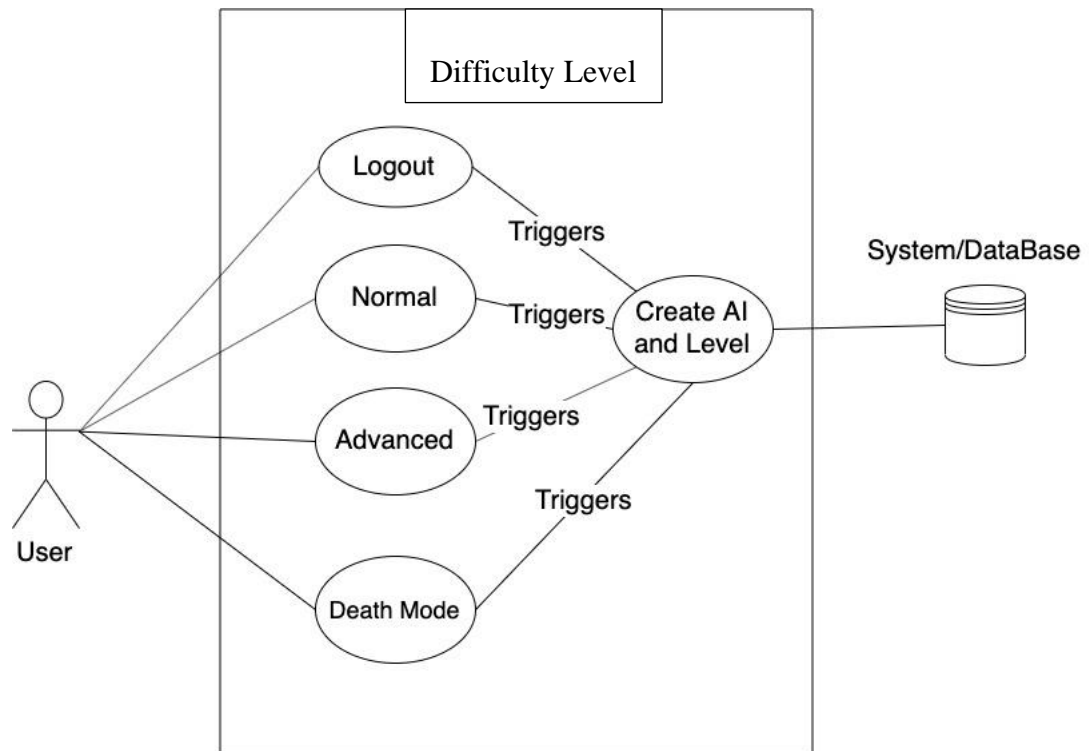 Difficulty Level
Logout
Triggers
System/DataBase
Normal
Triggers
Create AI
and Level
Advanced
Triggers
Triggers
User
Death Mode